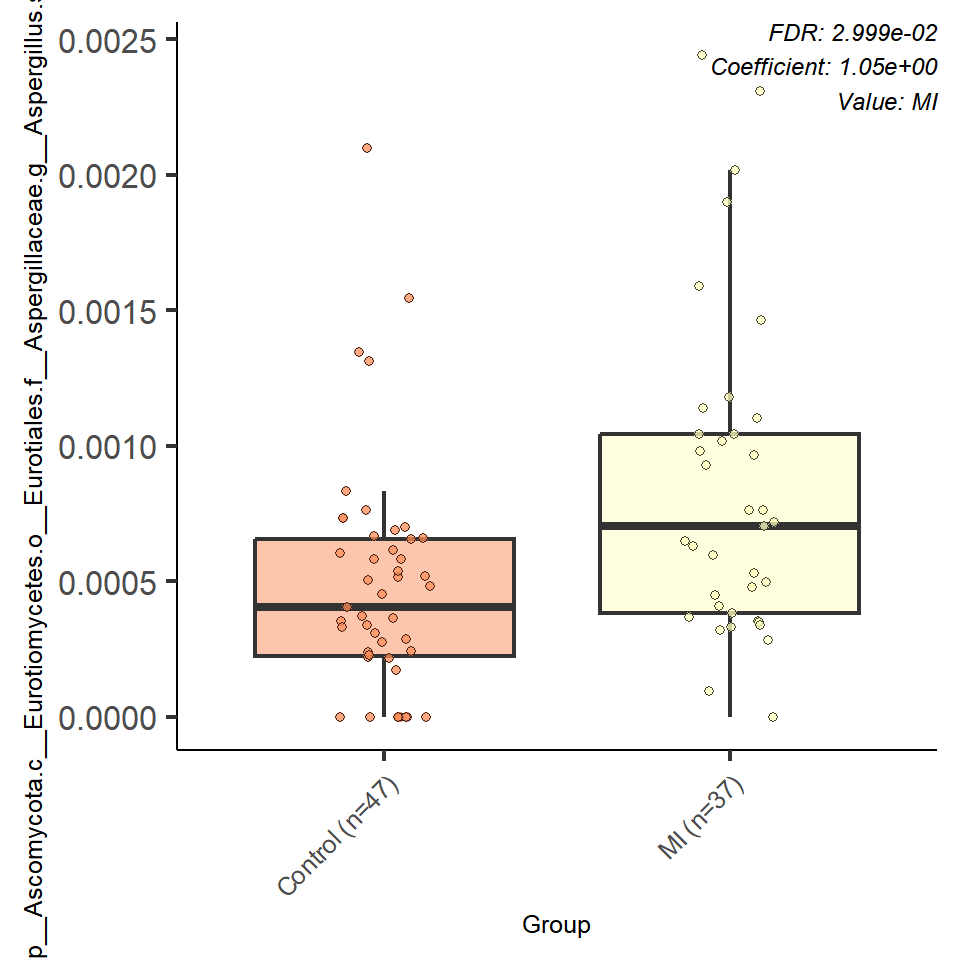 FDR: 2.999e-02
Coefficient: 1.05e+00
Value: MI
p__Ascomycota.c__Eurotiomycetes.o__Eurotiales.f__Aspergillaceae.g__Aspergillus.s
0.0025
0.0020
0.0015
0.0010
0.0005
0.0000
Control (n=47)
MI (n=37)
Group